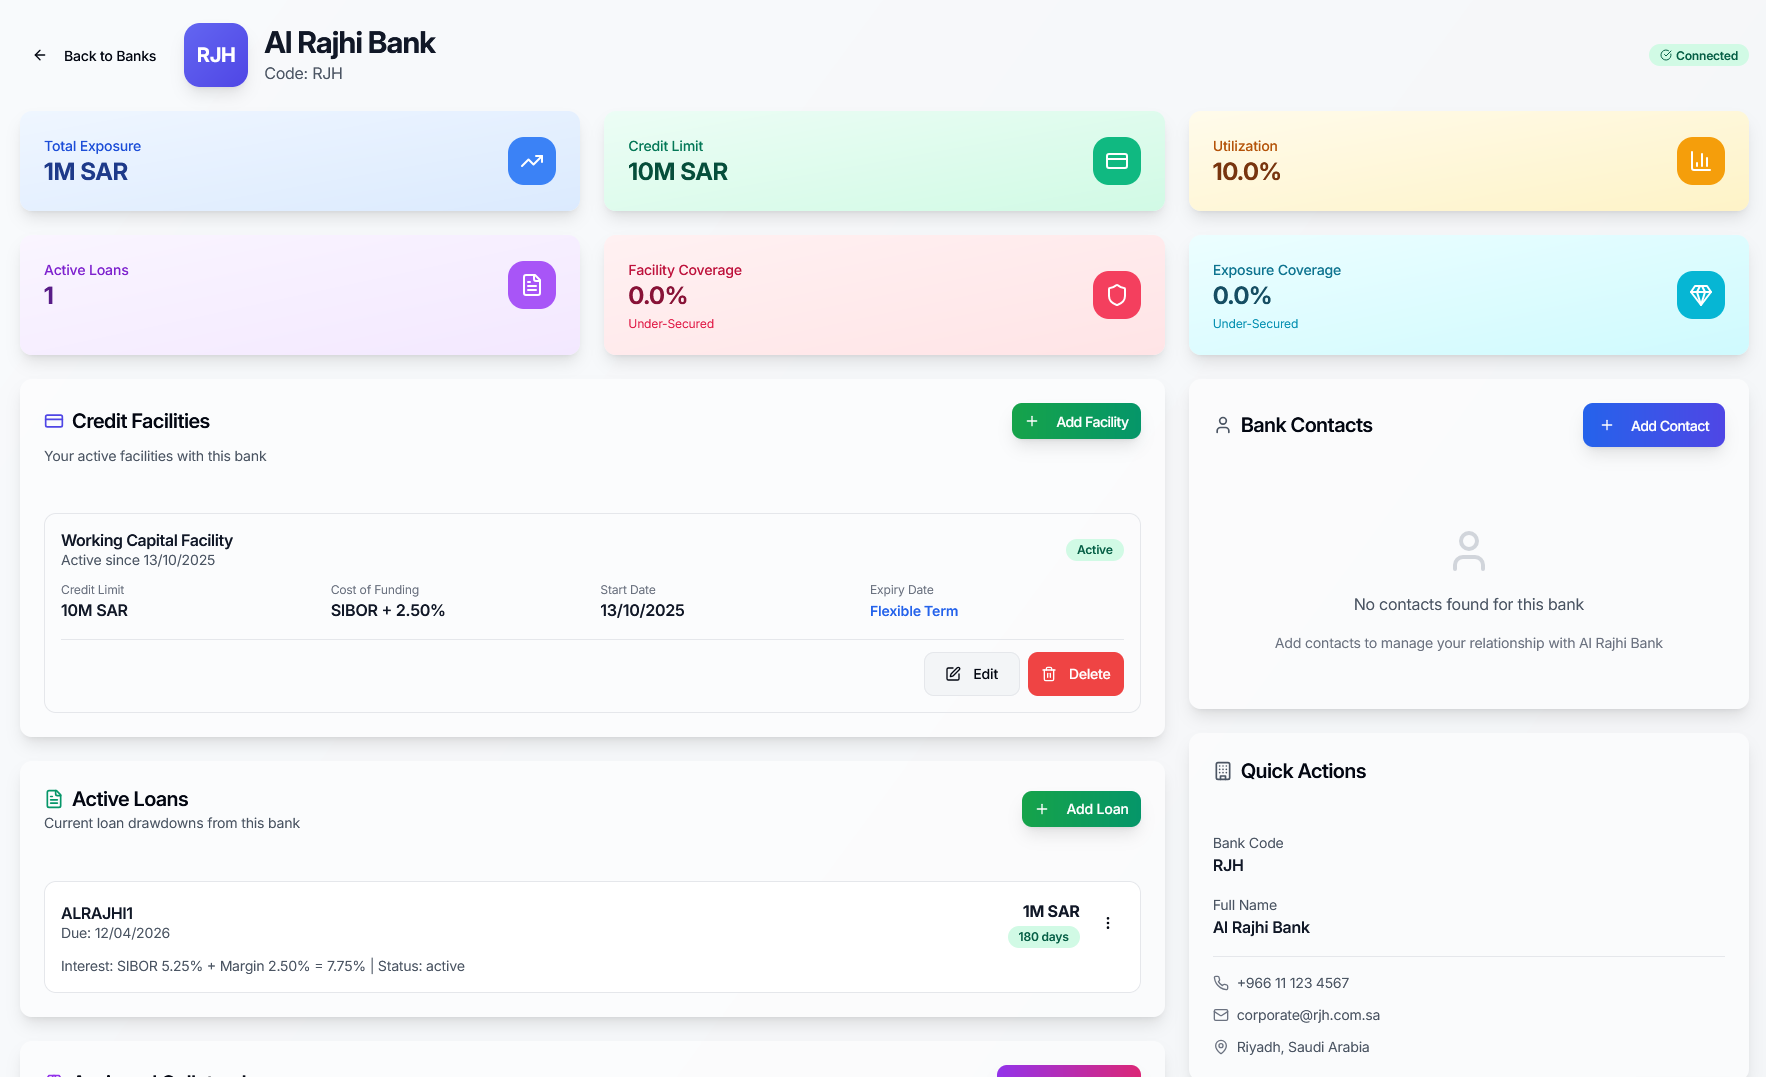 Back to Banks
RJH
Al Rajhi Bank
Code: RJH
Connected
Total Exposure
1M SAR
Credit Limit
10M SAR
Utilization
10.0%
Active Loans
1
Facility Coverage
0.0%
Under-Secured
Exposure Coverage
0.0%
Under-Secured
Credit Facilities
Add Facility
Your active facilities with this bank
Working Capital Facility
Active since 13/10/2025
Active
Credit Limit
10M SAR
Cost of Funding
SIBOR + 2.50%
Start Date
13/10/2025
Expiry Date
Flexible Term
Edit
Delete
Active Loans
Current loan drawdowns from this bank
Add Loan
ALRAJHI1
Due: 12/04/2026
1M SAR
180 days
Interest: SIBOR 5.25% + Margin 2.50% = 7.75% | Status: active
Bank Contacts
Add Contact
No contacts found for this bank
Add contacts to manage your relationship with Al Rajhi Bank
Quick Actions
Bank Code
RJH
Full Name
Al Rajhi Bank
+966 11 123 4567
corporate@rjh.com.sa
Riyadh, Saudi Arabia